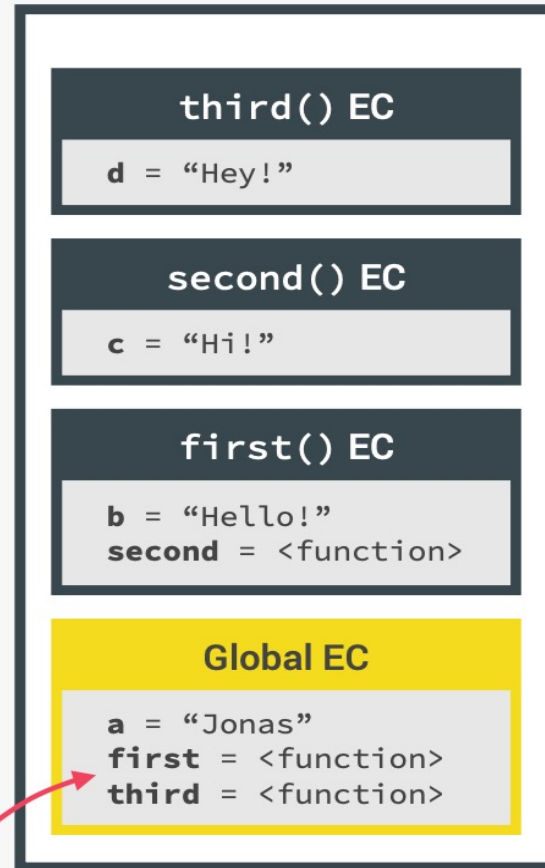 third() EC
d = “Hey!”
second() EC
c = “Hi!”
first() EC
b = “Hello!”
second = <function>
Global EC
a = “Jonas”
first = <function>
third = <function>